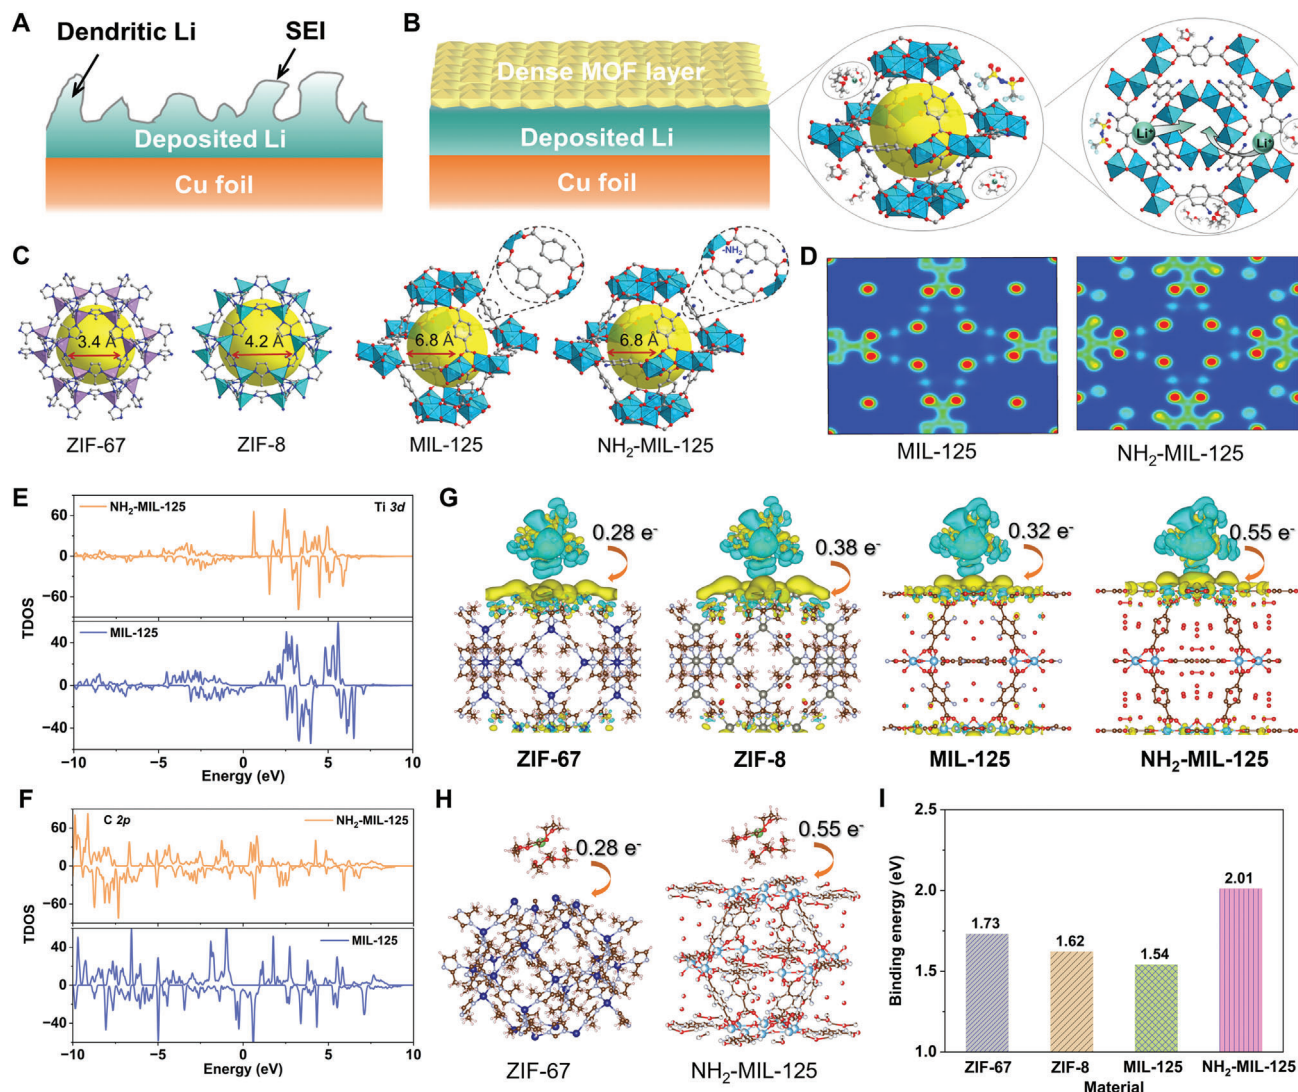 A
Dendritic Li
SEI
Deposited Li
Cu foil
B
Dense MOF layer
Deposited Li
Cu foil
Li⁺
Li⁺
C
3.4 Å
4.2 Å
6.8 Å
6.8 Å
-NH₂
ZIF-67
ZIF-8
MIL-125
NH₂-MIL-125
D
MIL-125
NH₂-MIL-125
E
NH₂-MIL-125
Ti 3d
60
0
−60
MIL-125
40
0
−40
TDOS
−10 −5 0 5 10
Energy (eV)
F
C 2p
NH₂-MIL-125
60
0
−60
MIL-125
40
0
−40
TDOS
−10 −5 0 5 10
Energy (eV)
G
0.28 e⁻
0.38 e⁻
0.32 e⁻
0.55 e⁻
ZIF-67
ZIF-8
MIL-125
NH₂-MIL-125
H
0.28 e⁻
0.55 e⁻
ZIF-67
NH₂-MIL-125
I
Binding energy (eV)
2.5
2.0
1.5
1.0
1.73
1.62
1.54
2.01
ZIF-67 ZIF-8 MIL-125 NH₂-MIL-125
Material